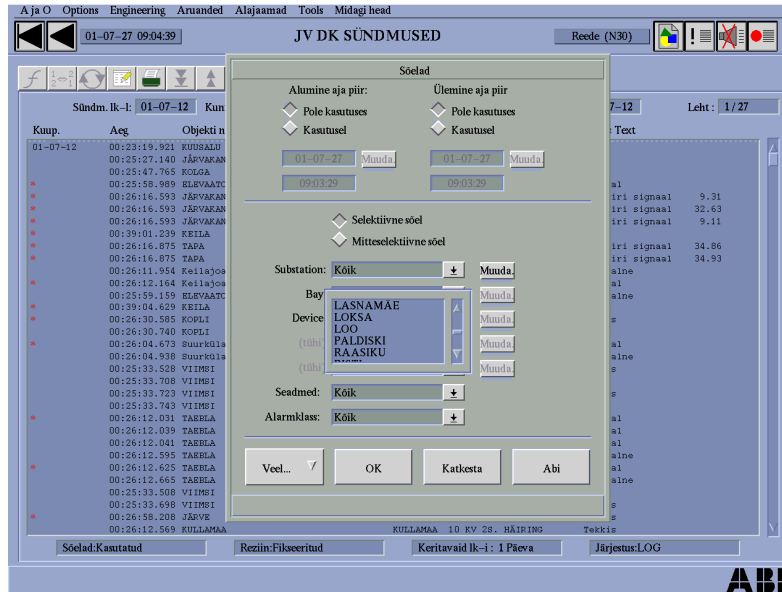 A ja O Options Engineering Aruanded Alajaamad Tools Midagi head
01-07-27 09:04:39 JV DK SÜNDMUSED Reede (N30)
Sõelad
Alumine aja piir: Ülemine aja piir
Pole kasutuses Pole kasutuses
Kasutusel Kasutusel
01-07-27 Muuda. 01-07-27 Muuda.
09:03:29 09:03:29
Selektiivne sõel
Mitteselektiivne sõel
Substation: Kõik Muuda.
Bay Muuda.
Device Muuda.
(tühi) Muuda.
(tühi) Muuda.
LASNAMÄE
LOKSA
LOO
PALDISKI
RAASIKU
Seadmed: Kõik
Alarmklass: Kõik
Veel... OK Katkesta Abi
Sündm. lk-l: 01-07-12 Kun 7-12 Leht : 1/27
Kuup. Aeg Objekti n : Text
01-07-12 00:23:19.921 KUUSALU
00:25:27.140 JÄRVAKAN
00:25:47.765 KOLGA
* 00:25:58.989 ELEVAATO al
* 00:26:16.593 JÄRVAKAN iri signaal 9.31
* 00:26:16.593 JÄRVAKAN iri signaal 32.63
* 00:26:16.593 JÄRVAKAN iri signaal 9.11
* 00:39:01.239 KEILA
* 00:26:16.875 TAPA iri signaal 34.86
* 00:26:16.875 TAPA iri signaal 34.93
00:26:11.954 Keilajoa alne
* 00:26:12.164 Keilajoa al
00:25:59.159 ELEVAATO alne
* 00:39:04.629 KEILA
* 00:26:30.585 KOPLI s
00:26:30.740 KOPLI
* 00:26:04.673 Suurküla al
00:26:04.938 Suurküla alne
00:25:33.528 VIIMSI s
00:25:33.708 VIIMSI
00:25:33.723 VIIMSI s
00:25:33.743 VIIMSI
* 00:26:12.031 TAEBLA al
00:26:12.039 TAEBLA al
00:26:12.041 TAEBLA al
00:26:12.595 TAEBLA alne
* 00:26:12.625 TAEBLA al
00:26:12.665 TAEBLA alne
00:25:33.508 VIIMSI
00:25:33.698 VIIMSI s
* 00:26:58.208 JÄRVE s
00:26:12.569 KULLAMAA KULLAMAA 10 KV 2S. HÄIRING Tekkis
Sõelad:Kasutatud Reziin:Fikseeritud Keritavaid lk-i : 1 Päeva Järjestus:LOG
ABB